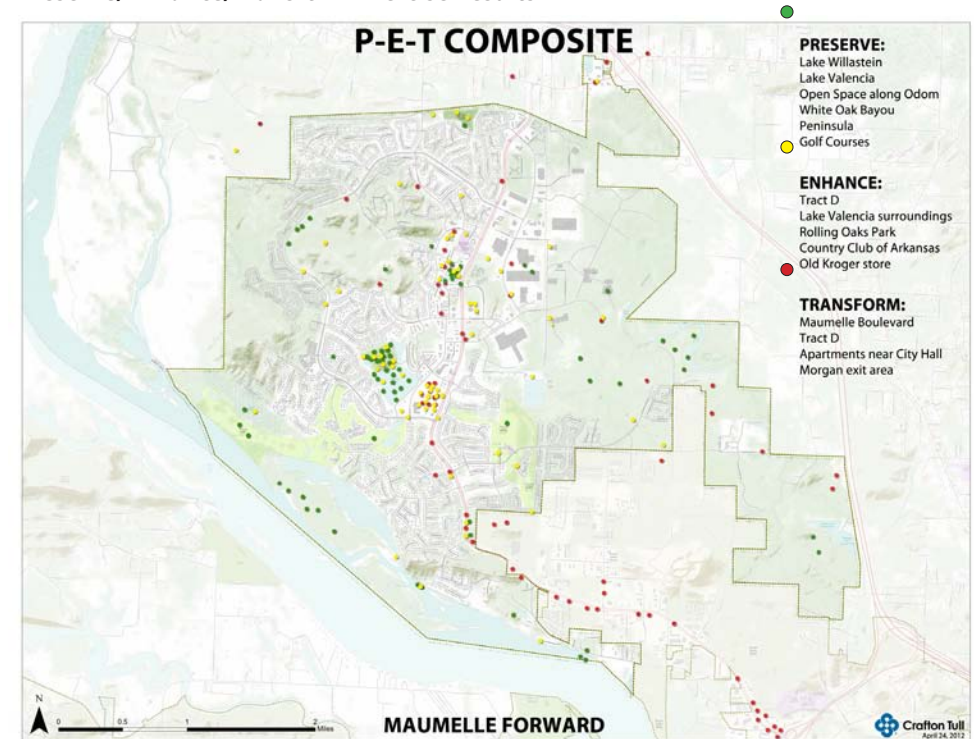 P-E-T COMPOSITE
PRESERVE:
Lake Willastein
Lake Valencia
Open Space along Odom
White Oak Bayou
Peninsula
Golf Courses
ENHANCE:
Tract D
Lake Valencia surroundings
Rolling Oaks Park
Country Club of Arkansas
Old Kroger store
TRANSFORM:
Maumelle Boulevard
Tract D
Apartments near City Hall
Morgan exit area
N
0 0.5 1 2
Miles
MAUMELLE FORWARD
Crafton Tull
April 24, 2012